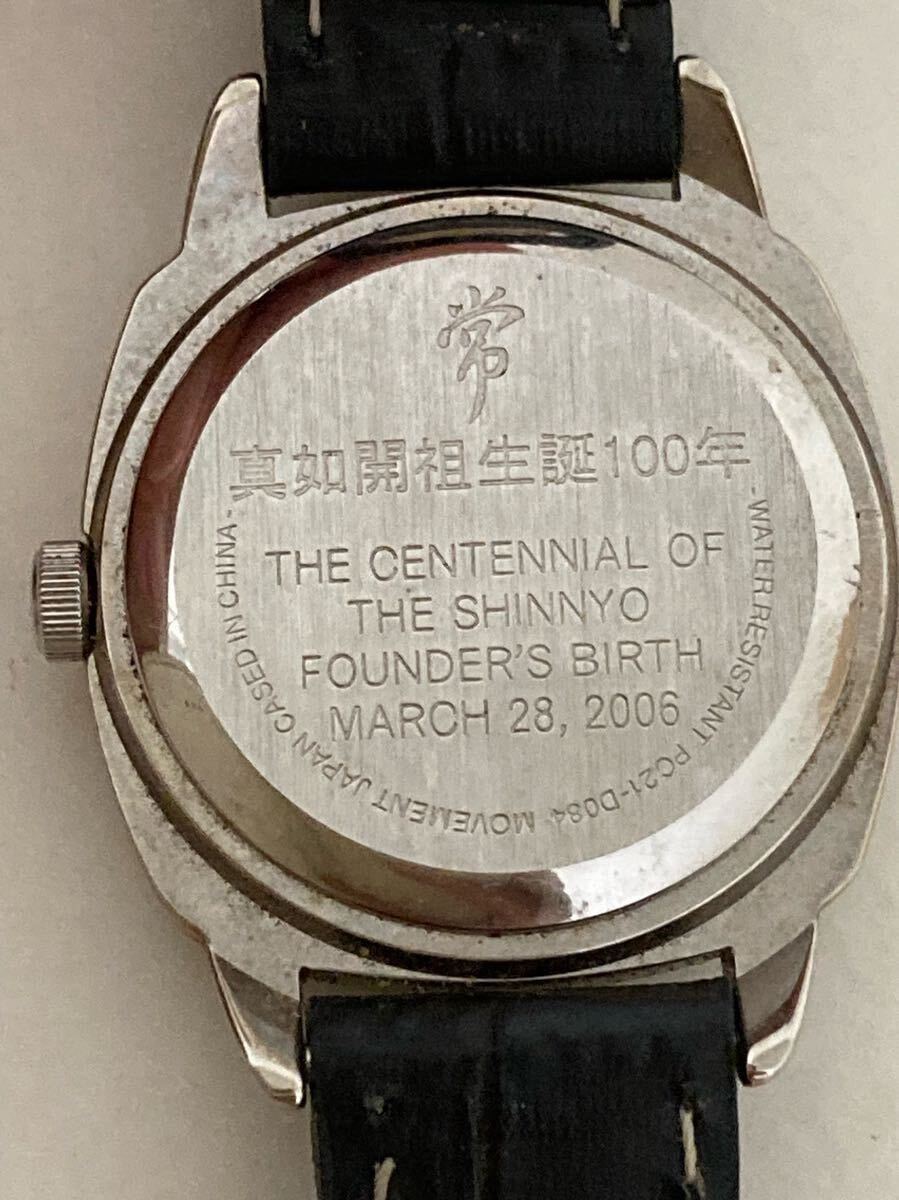 常
真如開祖生誕100年
THE CENTENNIAL OF
THE SHINNYO
FOUNDER'S BIRTH
MARCH 28, 2006
-WATER RESISTANT PC21-D084 MOVEMENT JAPAN CASED IN CHINA-